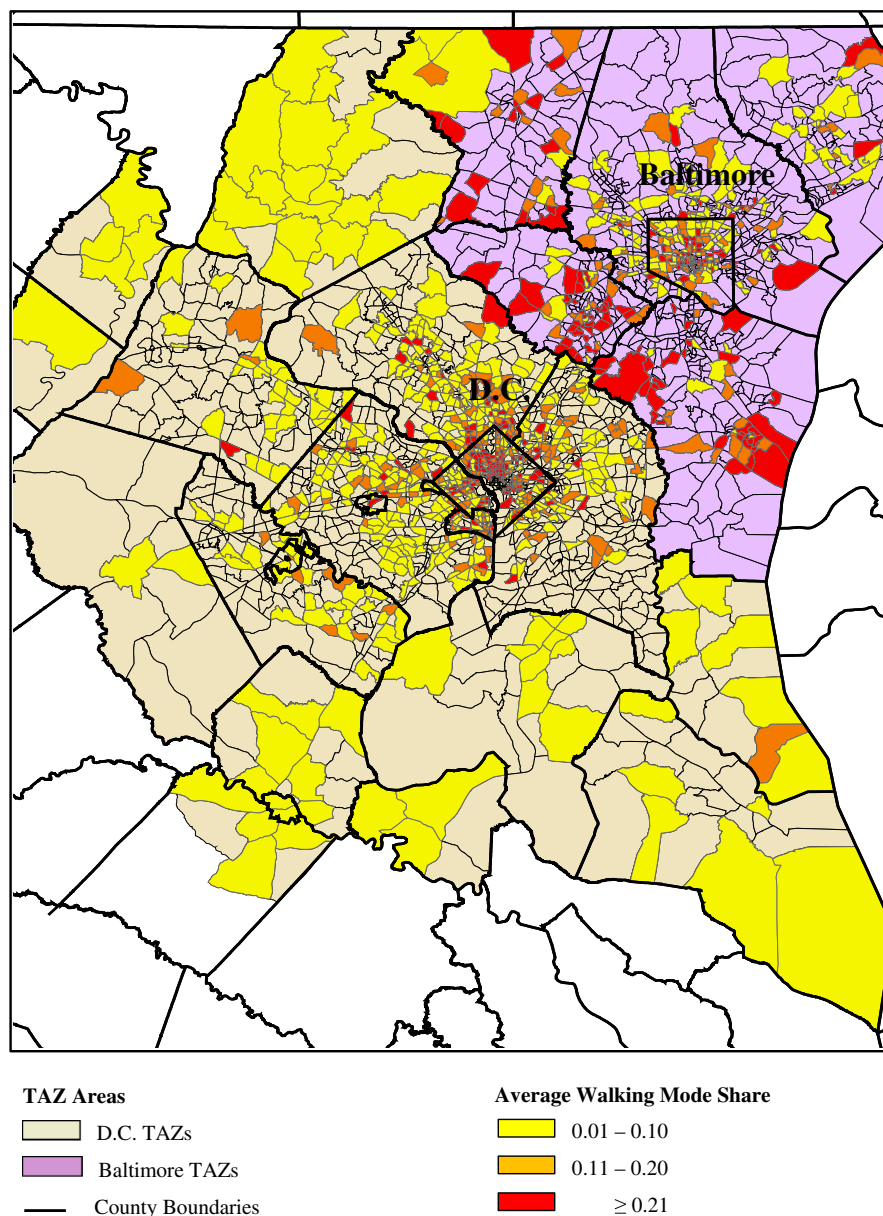 Baltimore
D.C.
TAZ Areas
D.C. TAZs
Baltimore TAZs
County Boundaries
Average Walking Mode Share
0.01 – 0.10
0.11 – 0.20
≥ 0.21